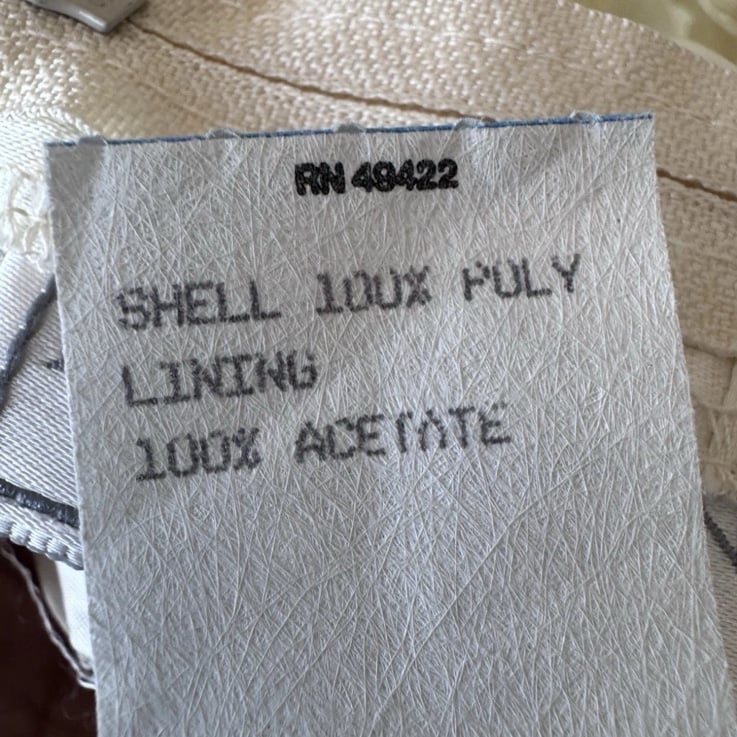 RN 49422
SHELL 100% POLY
LINING
100% ACETATE